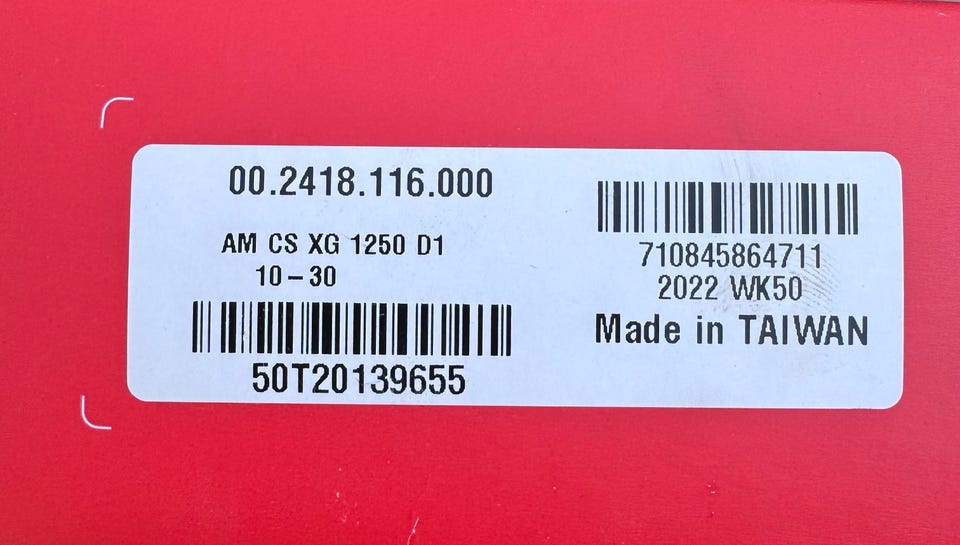 00.2418.116.000
AM CS XG 1250 D1
10-30
50T20139655
710845864711
2022 WK50
Made in TAIWAN